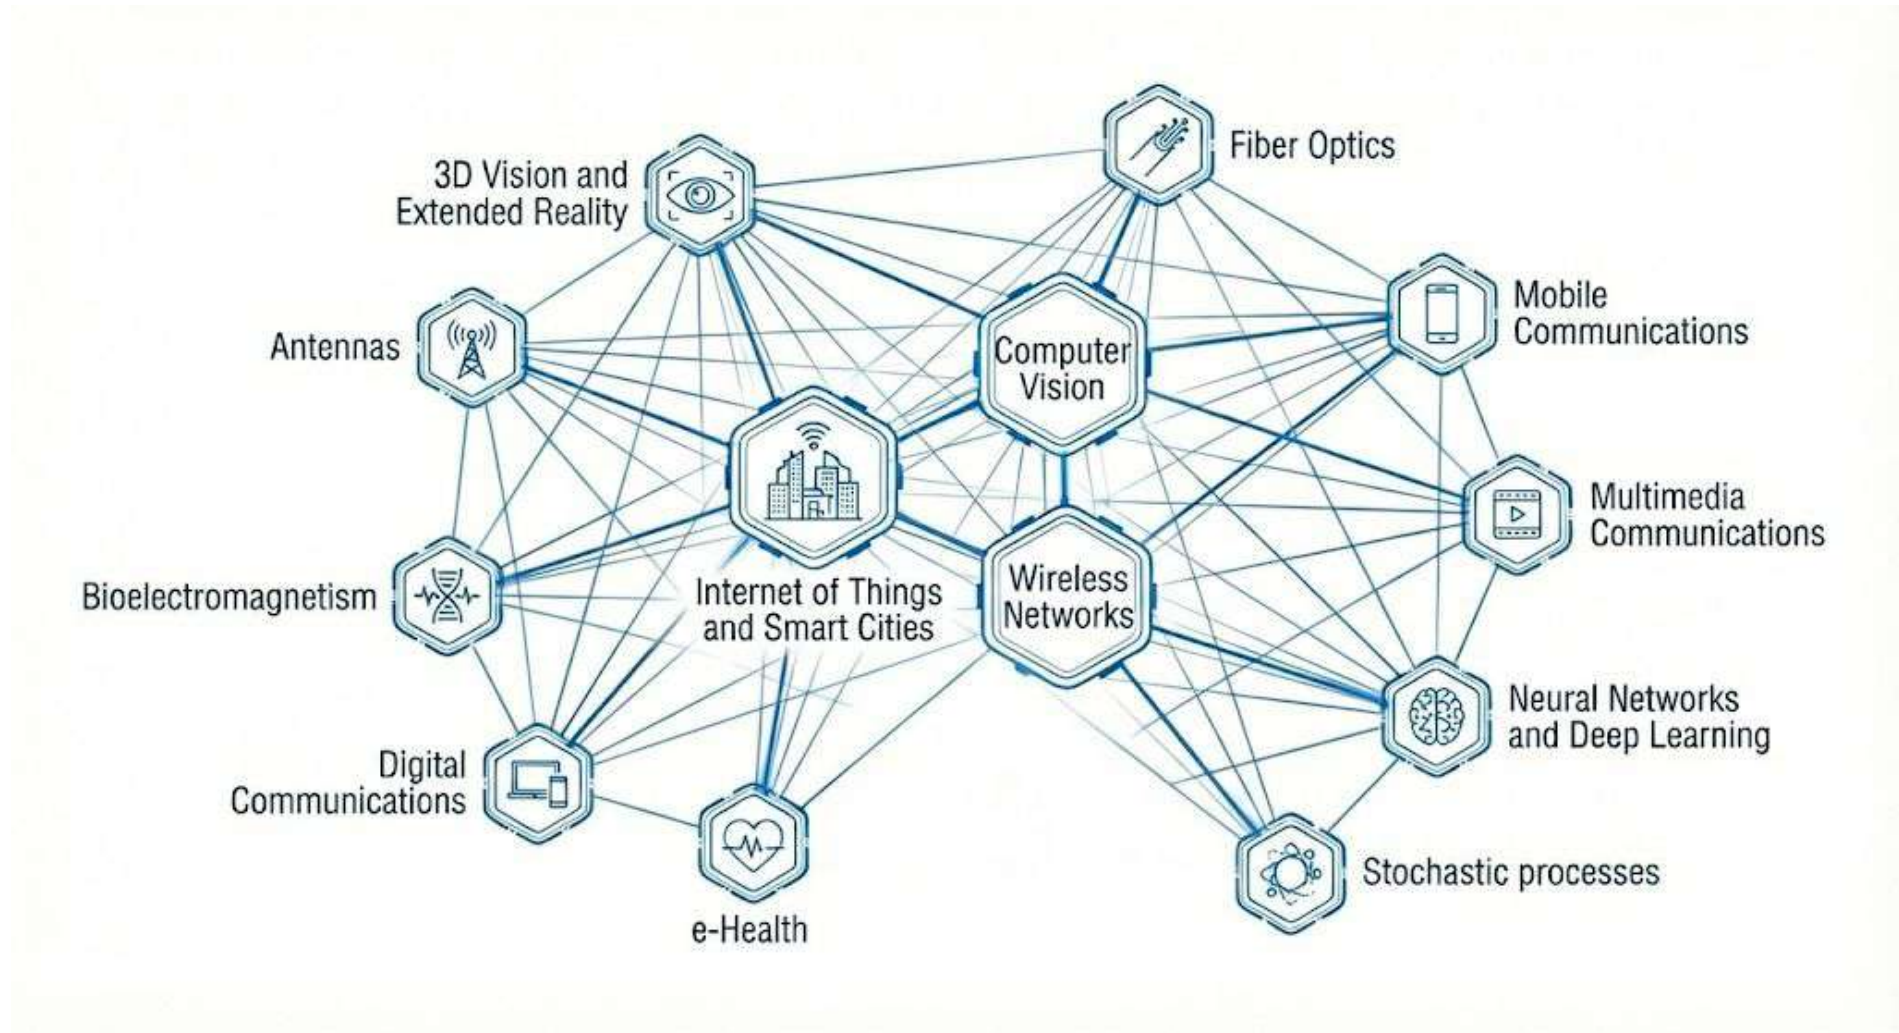 Fiber Optics
3D Vision and
Extended Reality
Mobile
Communications
Antennas
Computer
Vision
Multimedia
Communications
Bioelectromagnetism
Internet of Things
and Smart Cities
Wireless
Networks
Neural Networks
and Deep Learning
Digital
Communications
Stochastic processes
e-Health